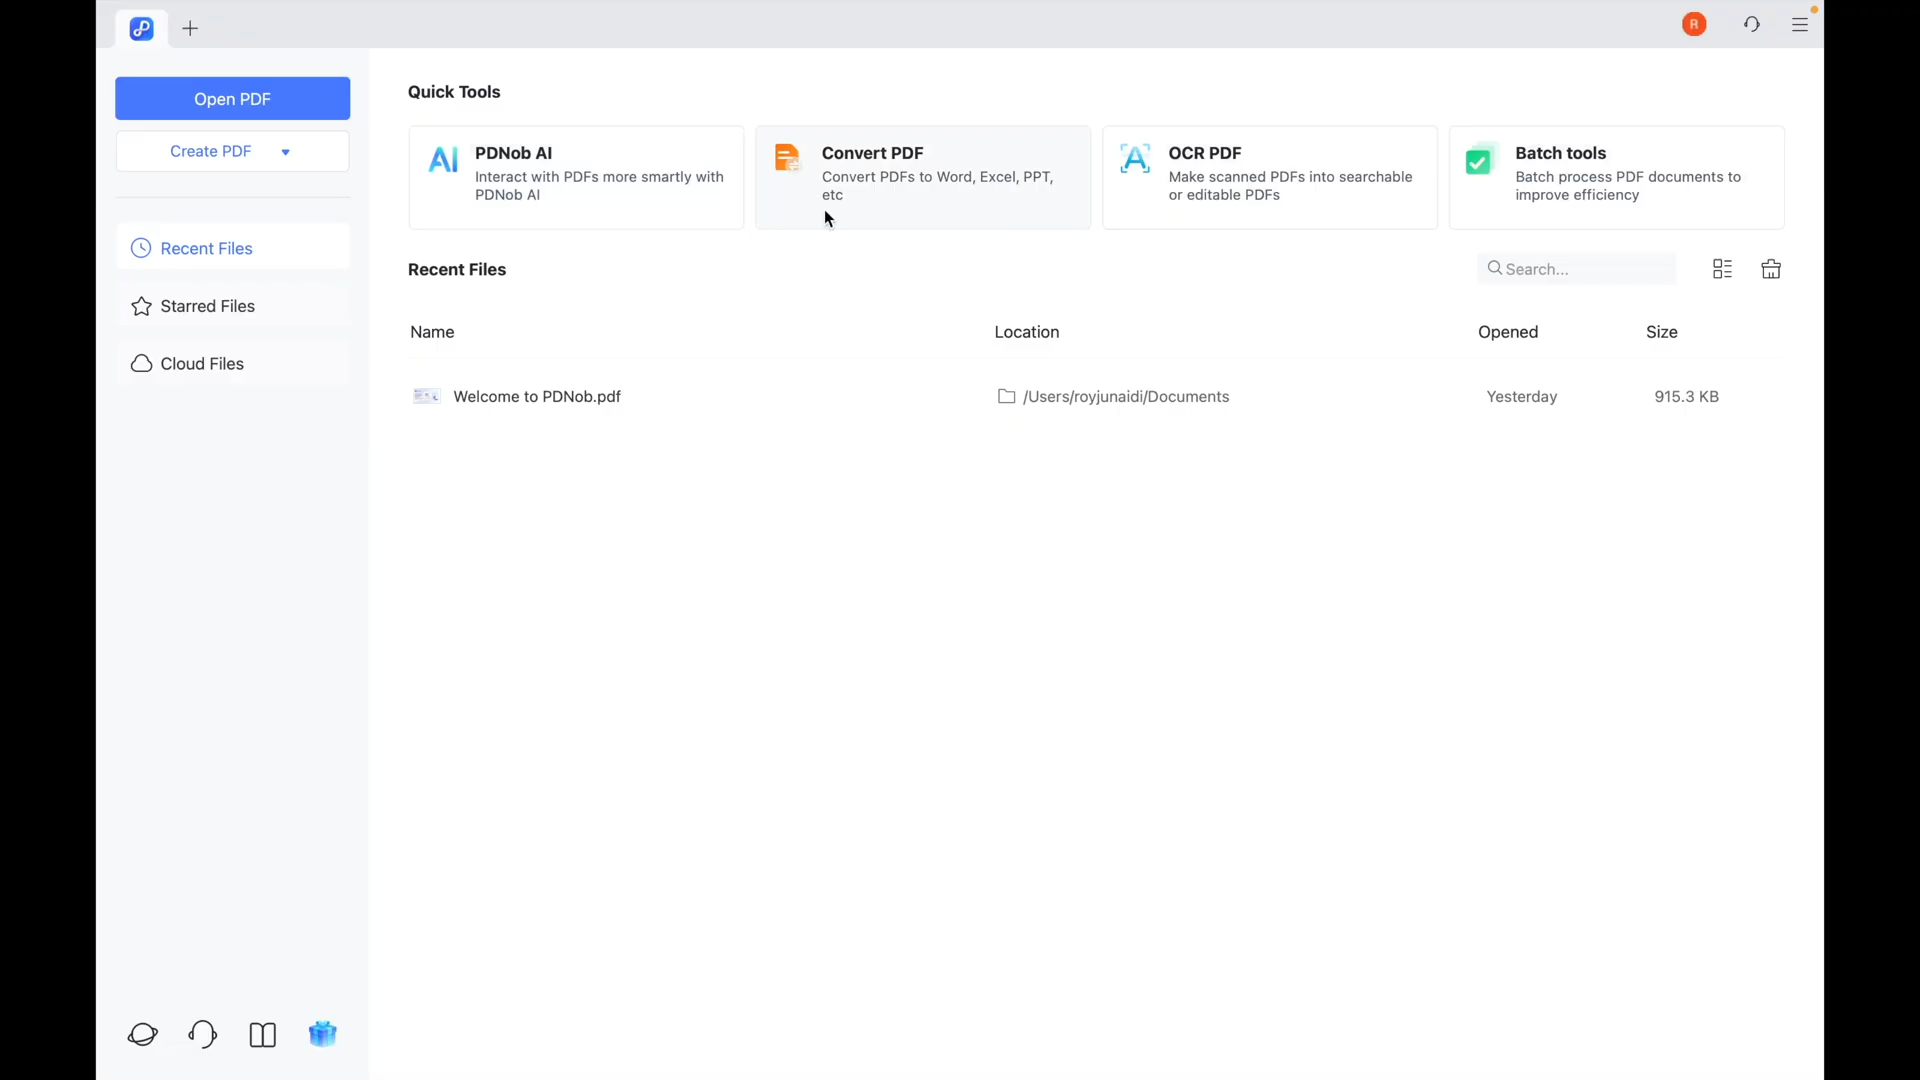 R
Open PDF
Create PDF
Recent Files
Starred Files
Cloud Files
Quick Tools
AI
PDNob AI
Interact with PDFs more smartly with
PDNob AI
Convert PDF
Convert PDFs to Word, Excel, PPT,
etc
A
OCR PDF
Make scanned PDFs into searchable
or editable PDFs
Batch tools
Batch process PDF documents to
improve efficiency
Recent Files
Search...
Name Location Opened Size
Welcome to PDNob.pdf /Users/royjunaidi/Documents Yesterday 915.3 KB